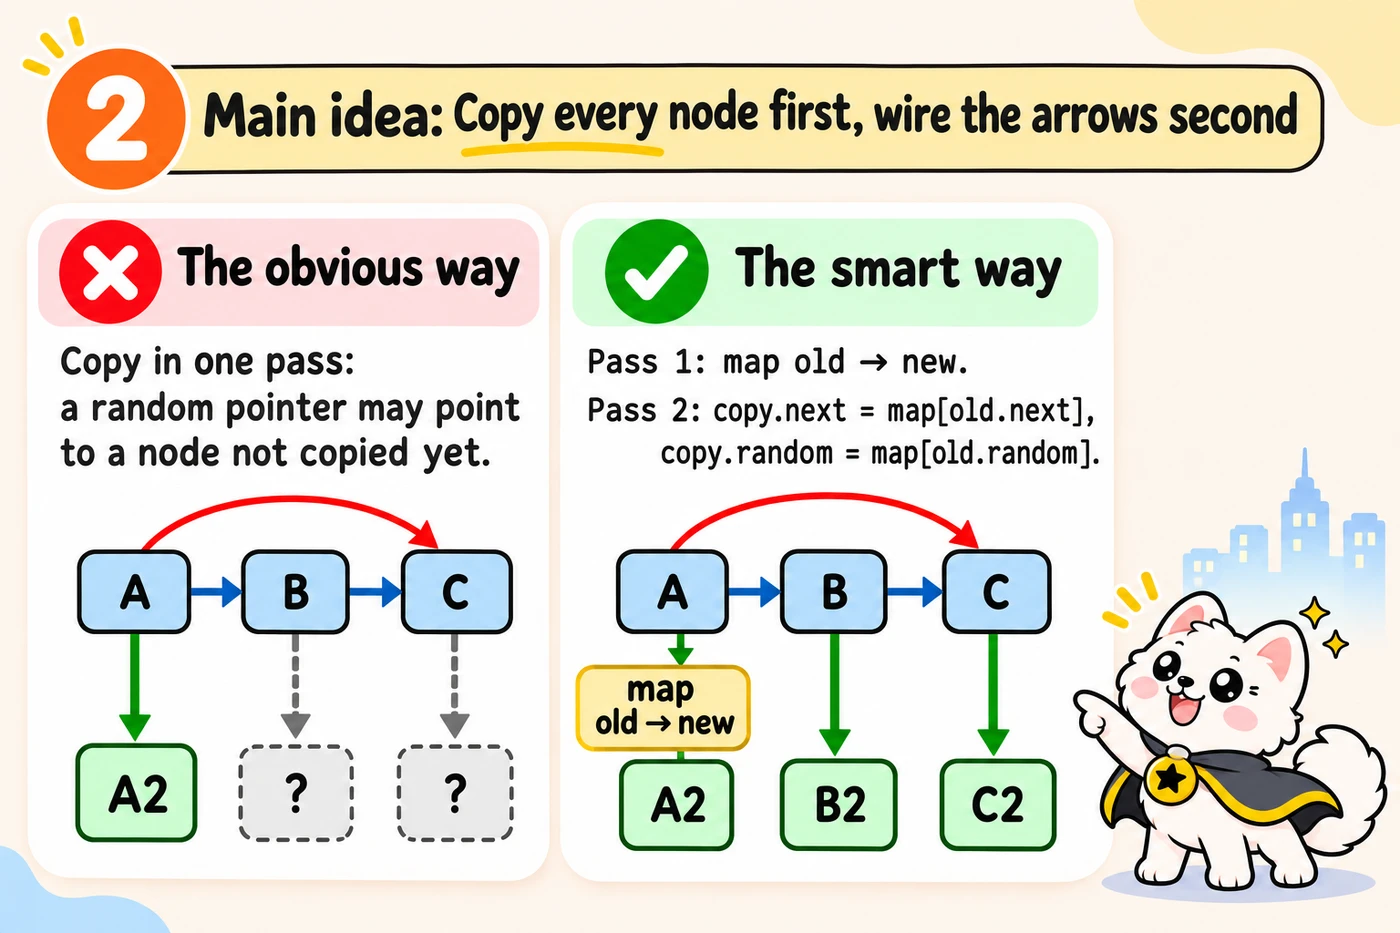 2
Main idea: Copy every node first, wire the arrows second
The obvious way
Copy in one pass:
a random pointer may point
to a node not copied yet.
A
B
C
A2
?
?
The smart way
Pass 1: map old → new.
Pass 2: copy.next = map[old.next],
copy.random = map[old.random].
A
B
C
map
old → new
A2
B2
C2